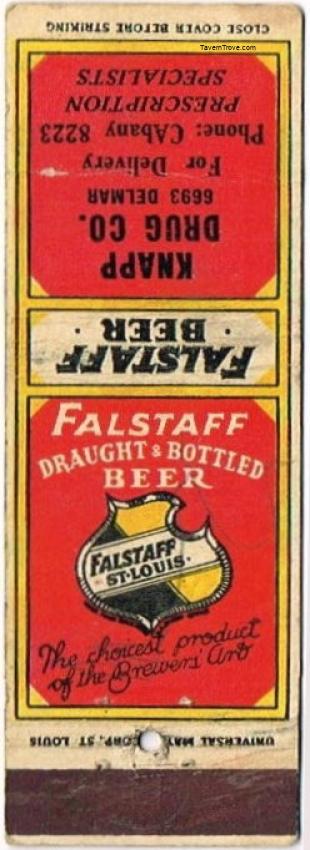 TavernTrove.com
CLOSE COVER BEFORE STRIKING
KNAPP
DRUG CO.
6693 DELMAR
For Delivery
Phone: CAbany 8223
PRESCRIPTION
SPECIALISTS
FALSTAFF
· BEER ·
FALSTAFF
DRAUGHT & BOTTLED
BEER
FALSTAFF
ST. LOUIS.
The choicest product
of the Brewers' Art
UNIVERSAL CORP., ST. LOUIS